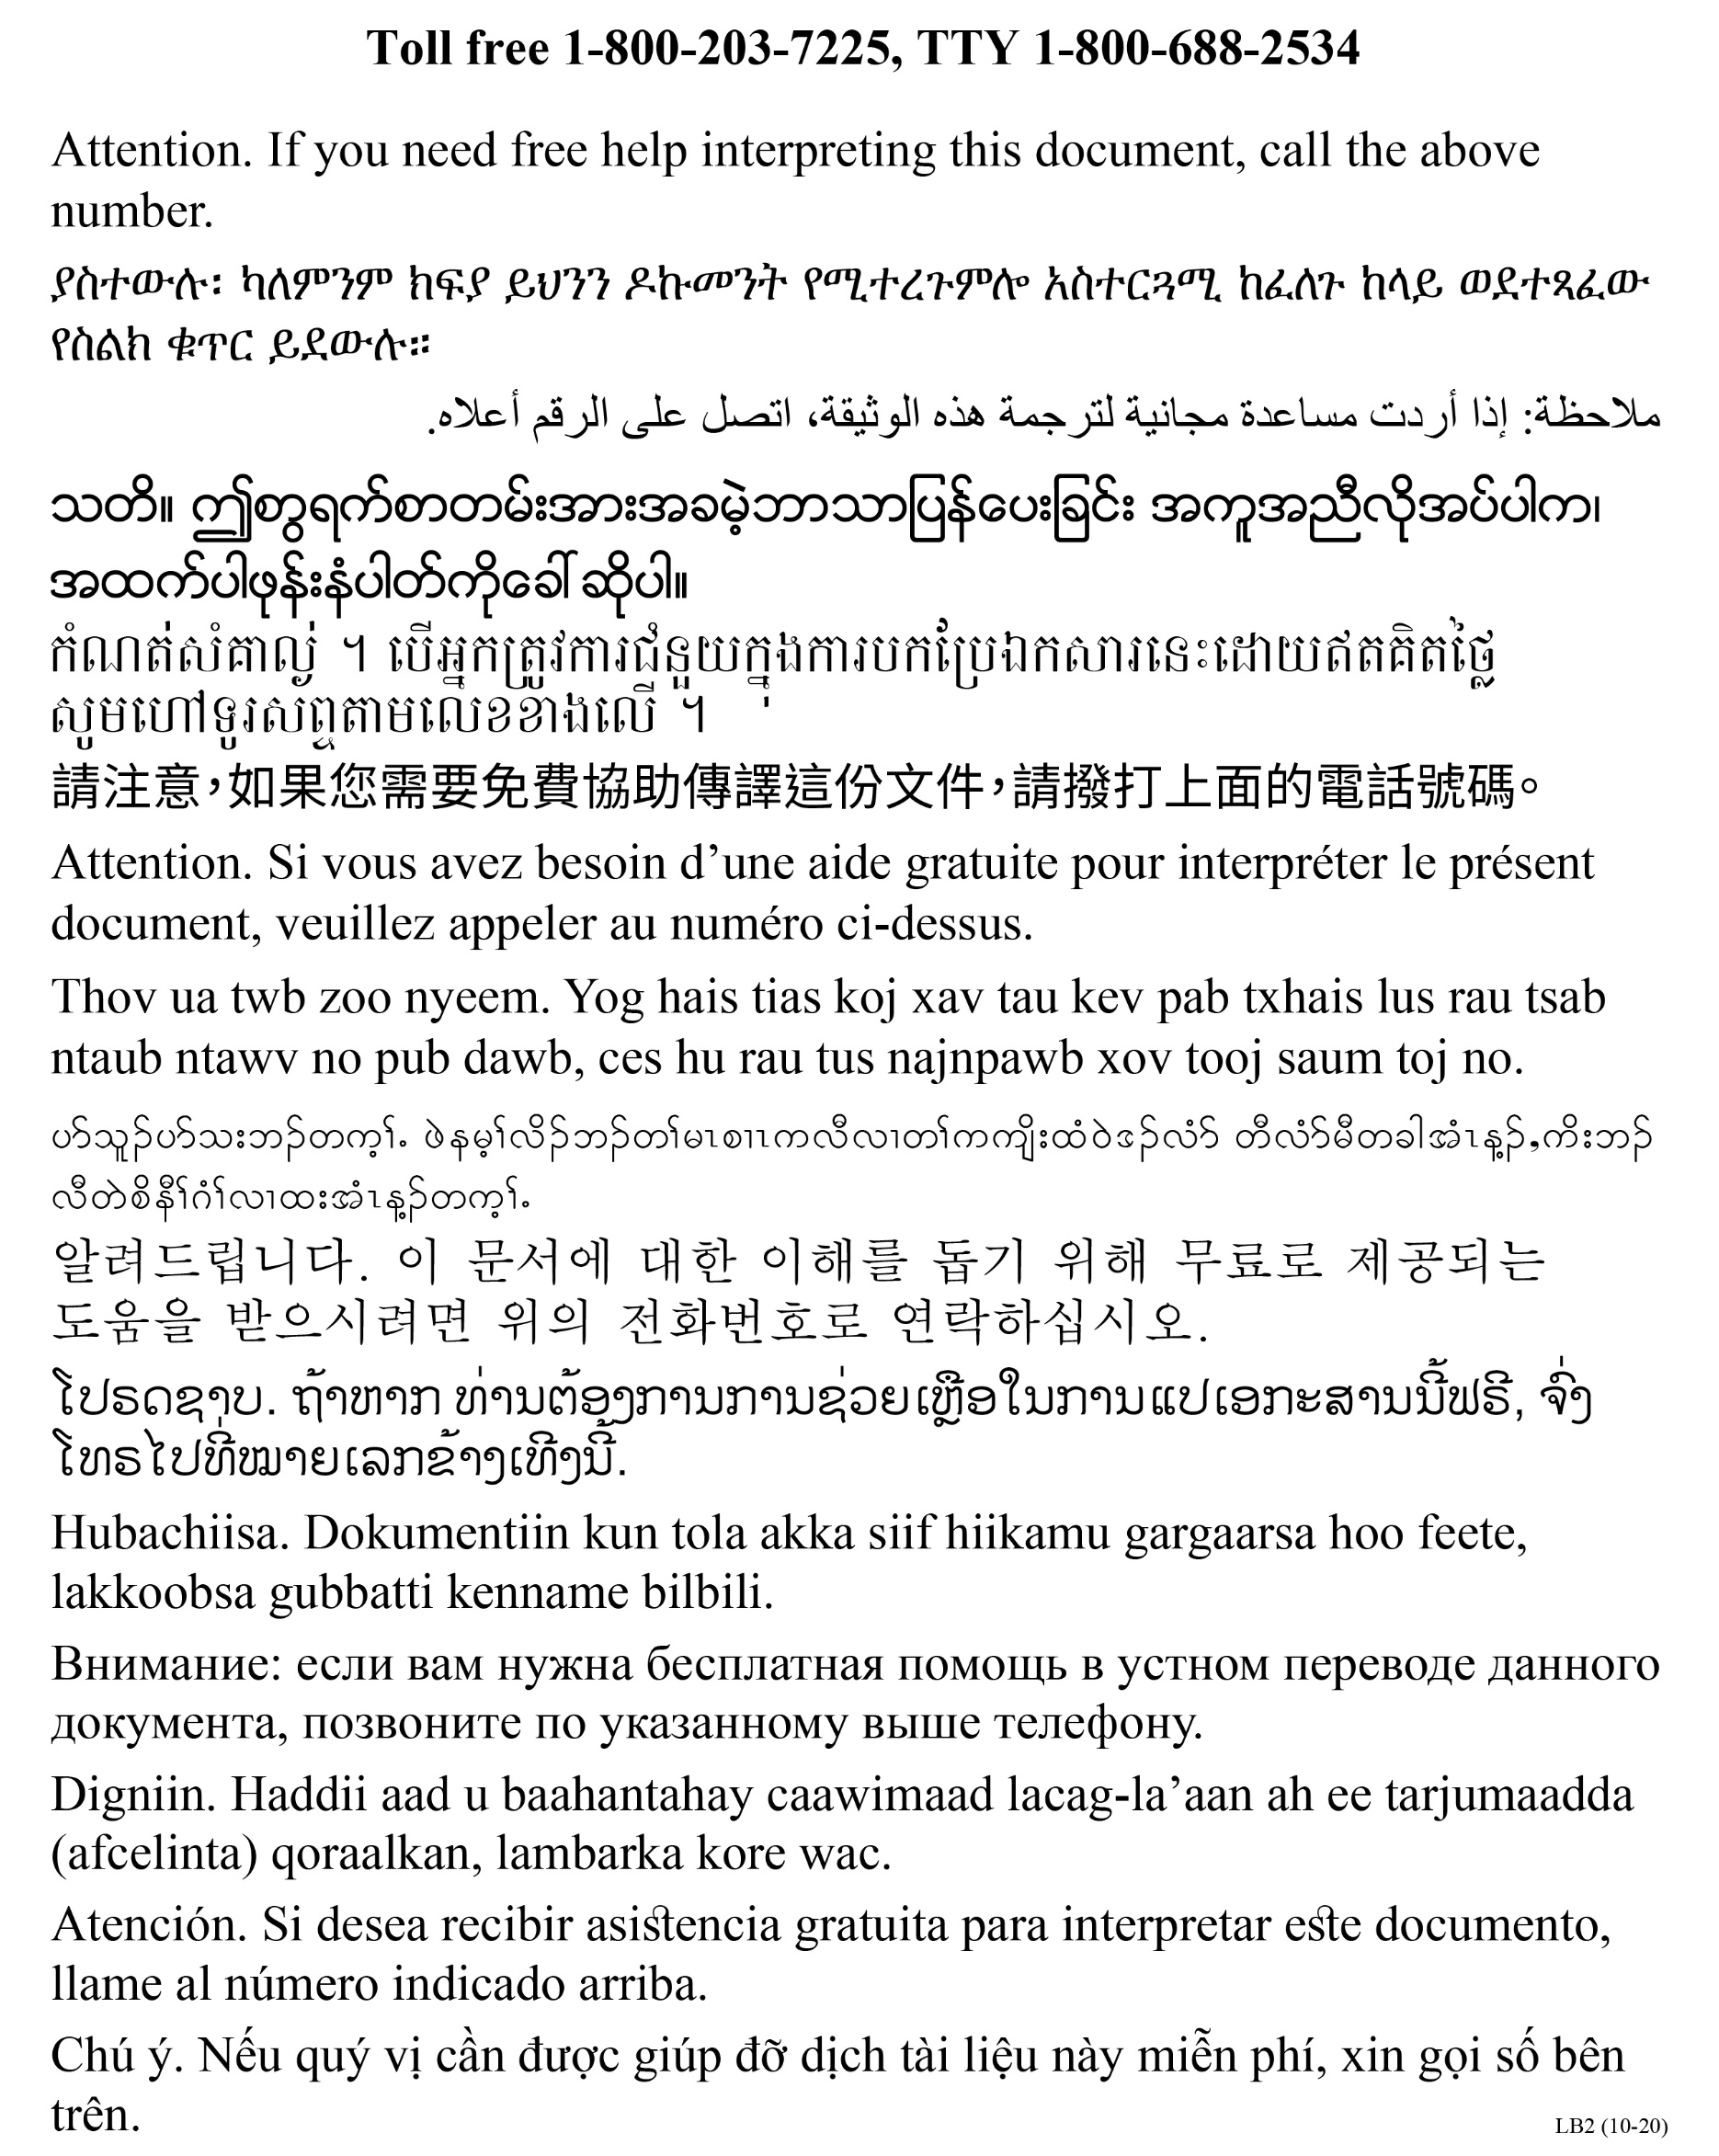 Toll free 1-800-203-7225, TTY 1-800-688-2534
Attention. If you need free help interpreting this document, call the above
number.
ያስተውሉ፡ ካለምንም ክፍያ ይህንን ዶኩመንት የሚተረጉምሎ አስተርጓሚ ከፈለጉ ከላይ ወደተጻፈው
የስልክ ቁጥር ይደውሉ።
ملاحظة: إذا أردت مساعدة مجانية لترجمة هذه الوثيقة، اتصل على الرقم أعلاه.
သတိ။ ဤစာရွက်စာတမ်းအားအခမဲ့ဘာသာပြန်ပေးခြင်း အကူအညီလိုအပ်ပါက၊
အထက်ပါဖုန်းနံပါတ်ကိုခေါ်ဆိုပါ။
កំណត់សំគាល់ ។ បើអ្នកត្រូវការជំនួយក្នុងការបកប្រែឯកសារនេះដោយឥតគិតថ្លៃ
សូមហៅទូរសព្ទតាមលេខខាងលើ ។
請注意，如果您需要免費協助傳譯這份文件，請撥打上面的電話號碼。
Attention. Si vous avez besoin d’une aide gratuite pour interpréter le présent
document, veuillez appeler au numéro ci-dessus.
Thov ua twb zoo nyeem. Yog hais tias koj xav tau kev pab txhais lus rau tsab
ntaub ntawv no pub dawb, ces hu rau tus najnpawb xov tooj saum toj no.
ပာ်သူၣ်ပာ်သးဘၣ်တက့ၢ်. ဖဲနမ့ၢ်လိၣ်ဘၣ်တၢ်မၤစၢၤကလီလၢတၢ်ကကျိးထံဝဲဒၣ်လံာ် တီလံာ်မီတခါအံၤန့ၣ်,ကိးဘၣ်
လီတဲစိနီၢ်ဂံၢ်လၢထးအံၤန့ၣ်တက့ၢ်.
알려드립니다. 이 문서에 대한 이해를 돕기 위해 무료로 제공되는
도움을 받으시려면 위의 전화번호로 연락하십시오.
ໂປຣດຊາບ. ຖ້າຫາກ ທ່ານຕ້ອງການການຊ່ວຍເຫຼືອໃນການແປເອກະສານນີ້ຟຣີ, ຈົ່ງ
ໂທຣໄປທີ່ໝາຍເລກຂ້າງເທີງນີ້.
Hubachiisa. Dokumentiin kun tola akka siif hiikamu gargaarsa hoo feete,
lakkoobsa gubbatti kenname bilbili.
Внимание: если вам нужна бесплатная помощь в устном переводе данного
документа, позвоните по указанному выше телефону.
Digniin. Haddii aad u baahantahay caawimaad lacag-la’aan ah ee tarjumaadda
(afcelinta) qoraalkan, lambarka kore wac.
Atención. Si desea recibir asistencia gratuita para interpretar este documento,
llame al número indicado arriba.
Chú ý. Nếu quý vị cần được giúp đỡ dịch tài liệu này miễn phí, xin gọi số bên
trên.
LB2 (10-20)